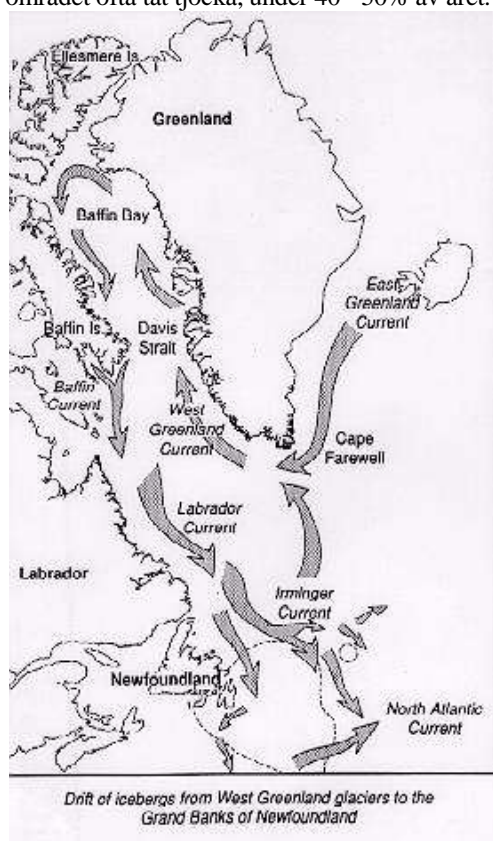 området ofta tät tjocka, under 40 - 50% av året.
Ellesmere Is.
Greenland
Baffin Bay
East
Greenland
Current
Baffin Is.
Davis
Strait
Baffin
Current
West
Greenland
Current
Cape
Farewell
Labrador
Current
Labrador
Irminger
Current
Newfoundland
North Atlantic
Current
Drift of icebergs from West Greenland glaciers to the
Grand Banks of Newfoundland